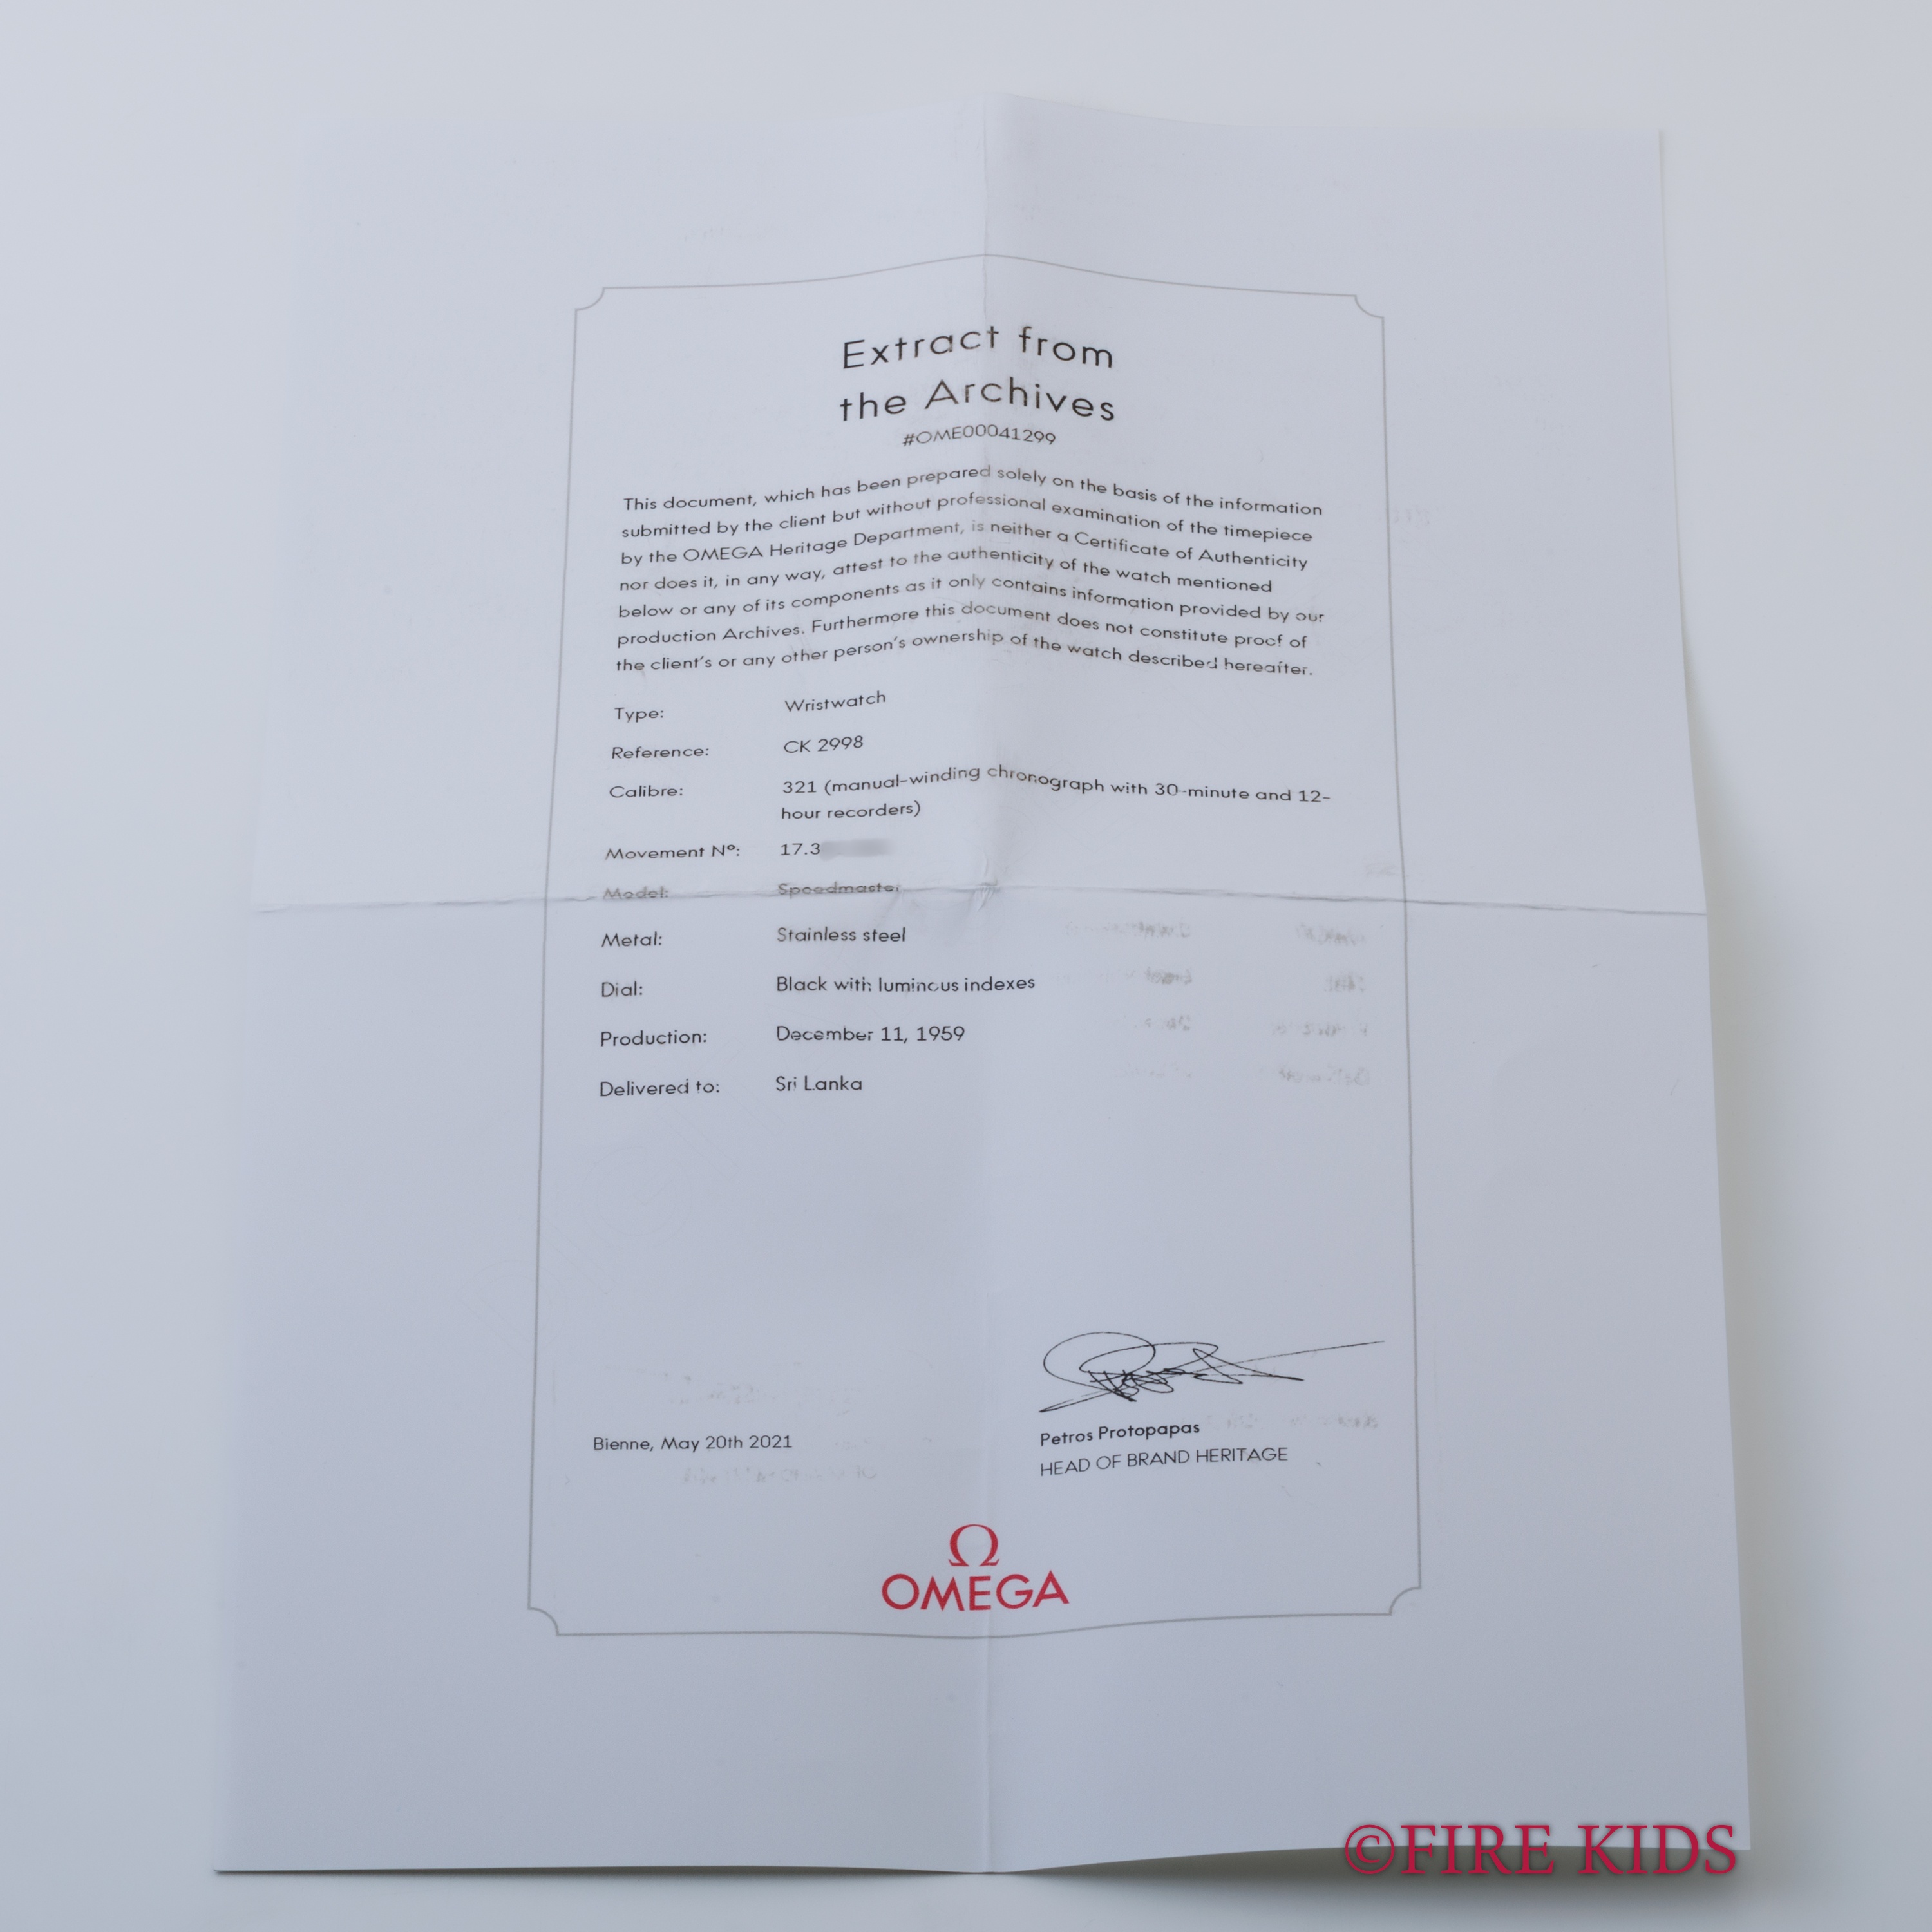 Extract from
the Archives
#OME00041299
This document, which has been prepared solely on the basis of the information
submitted by the client but without professional examination of the timepiece
by the OMEGA Heritage Department, is neither a Certificate of Authenticity
nor does it, in any way, attest to the authenticity of the watch mentioned
below or any of its components as it only contains information provided by our
production Archives. Furthermore this document does not constitute proof of
the client's or any other person's ownership of the watch described hereafter.
Type: Wristwatch
Reference: CK 2998
Calibre: 321 (manual-winding chronograph with 30-minute and 12-
hour recorders)
Movement Nº: 17.3
Model: Speedmaster
Metal: Stainless steel
Dial: Black with luminous indexes
Production: December 11, 1959
Delivered to: Sri Lanka
Bienne, May 20th 2021
Petros Protopapas
HEAD OF BRAND HERITAGE
Ω
OMEGA
©FIRE KIDS